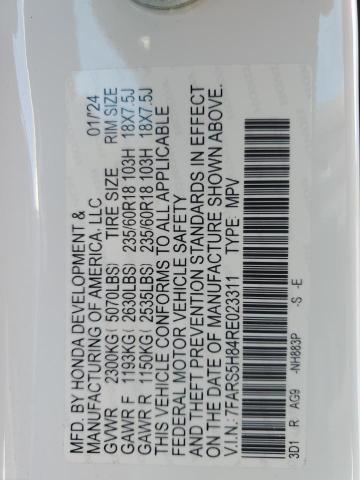 MFD. BY HONDA DEVELOPMENT &
MANUFACTURING OF AMERICA, LLC 01/'24
GVWR 2300KG( 5070LBS) TIRE SIZE RIM SIZE
GAWR F 1193KG( 2630LBS) 235/60R18 103H 18X7.5J
GAWR R 1150KG( 2535LBS) 235/60R18 103H 18X7.5J
THIS VEHICLE CONFORMS TO ALL APPLICABLE
FEDERAL MOTOR VEHICLE SAFETY
AND THEFT PREVENTION STANDARDS IN EFFECT
ON THE DATE OF MANUFACTURE SHOWN ABOVE.
V.I.N.: 7FARS5H84RE023311 TYPE: MPV
3D1 R AG9 -NH883P -S -E